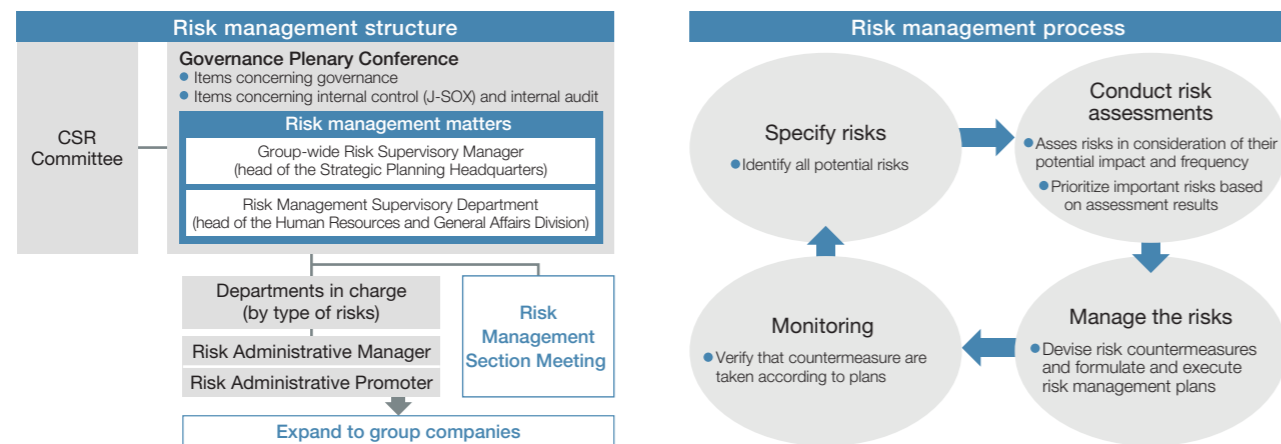 Risk management structure
CSR
Committee
Governance Plenary Conference
● Items concerning governance
● Items concerning internal control (J-SOX) and internal audit
Risk management matters
Group-wide Risk Supervisory Manager
(head of the Strategic Planning Headquarters)
Risk Management Supervisory Department
(head of the Human Resources and General Affairs Division)
Departments in charge
(by type of risks)
Risk Administrative Manager
Risk Administrative Promoter
Risk
Management
Section Meeting
Expand to group companies
Risk management process
Specify risks
● Identify all potential risks
Conduct risk
assessments
● Asses risks in consideration of their
potential impact and frequency
● Prioritize important risks based
on assessment results
Manage the risks
● Devise risk countermeasures
and formulate and execute
risk management plans
Monitoring
● Verify that countermeasure are
taken according to plans